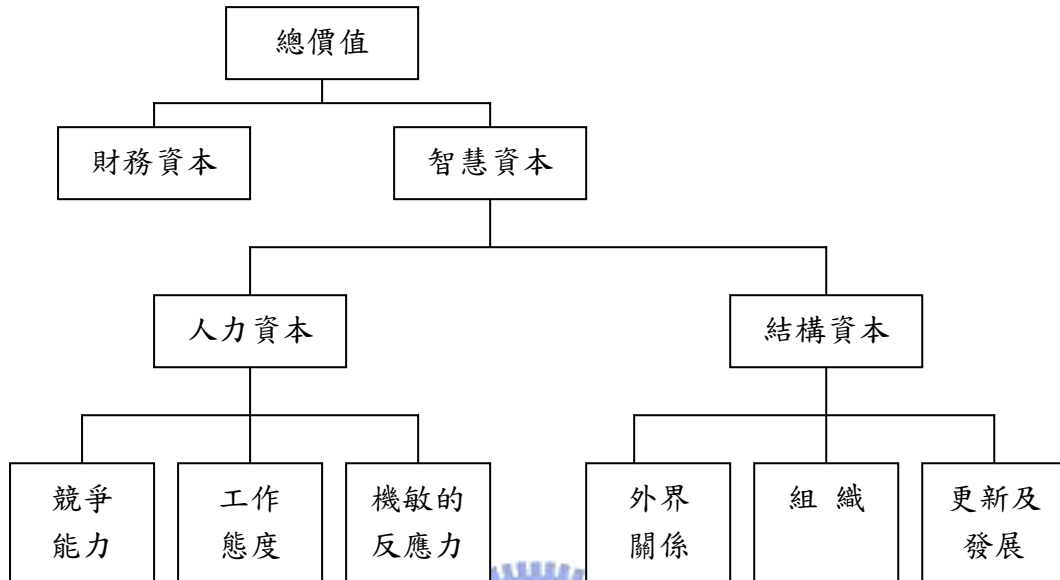 總價值
財務資本
智慧資本
人力資本
結構資本
競爭
能力
工作
態度
機敏的
反應力
外界
關係
組 織
更新及
發展